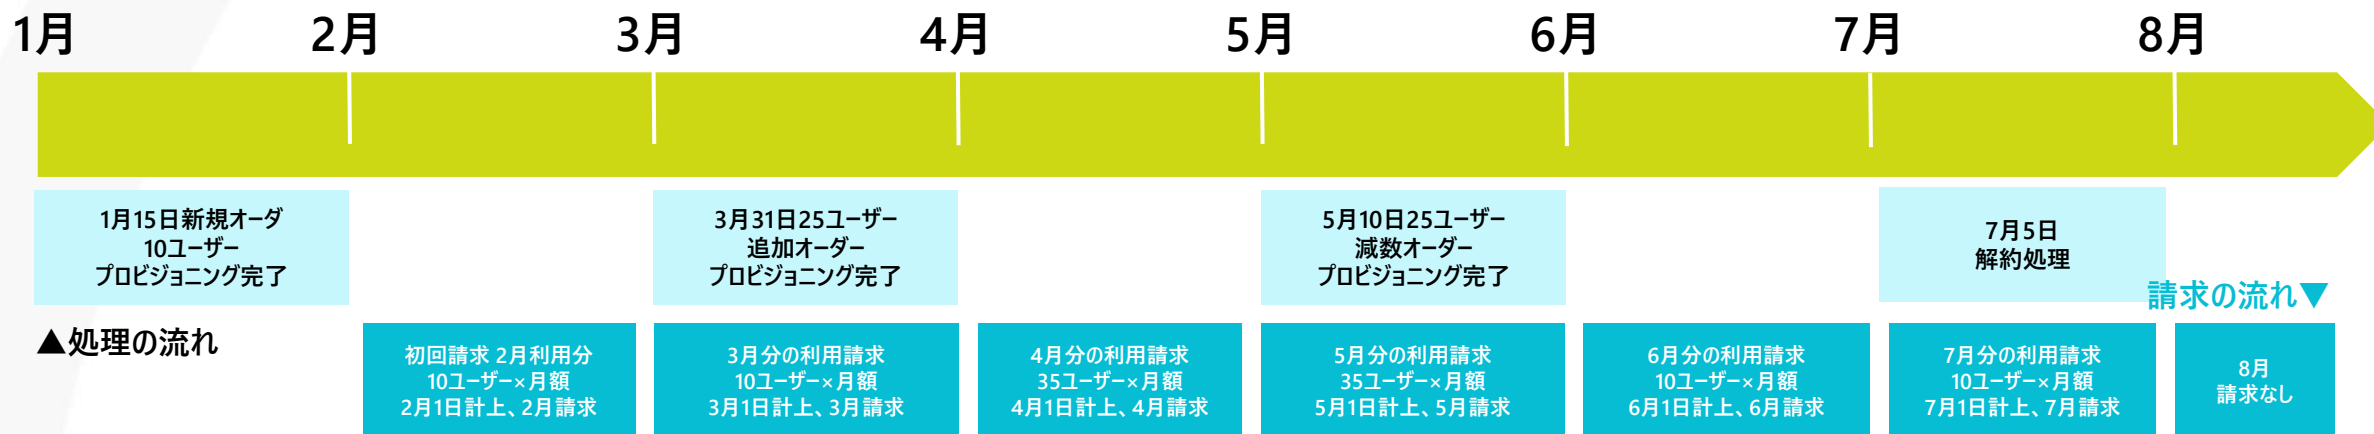 1月
2月
3月
4月
5月
6月
7月
8月
1月15日新規オーダ
10ユーザー
プロビジョニング完了
3月31日25ユーザー
追加オーダー
プロビジョニング完了
5月10日25ユーザー
減数オーダー
プロビジョニング完了
7月5日
解約処理
請求の流れ▼
▲処理の流れ
初回請求 2月利用分
10ユーザー×月額
2月1日計上、2月請求
3月分の利用請求
10ユーザー×月額
3月1日計上、3月請求
4月分の利用請求
35ユーザー×月額
4月1日計上、4月請求
5月分の利用請求
35ユーザー×月額
5月1日計上、5月請求
6月分の利用請求
10ユーザー×月額
6月1日計上、6月請求
7月分の利用請求
10ユーザー×月額
7月1日計上、7月請求
8月
請求なし